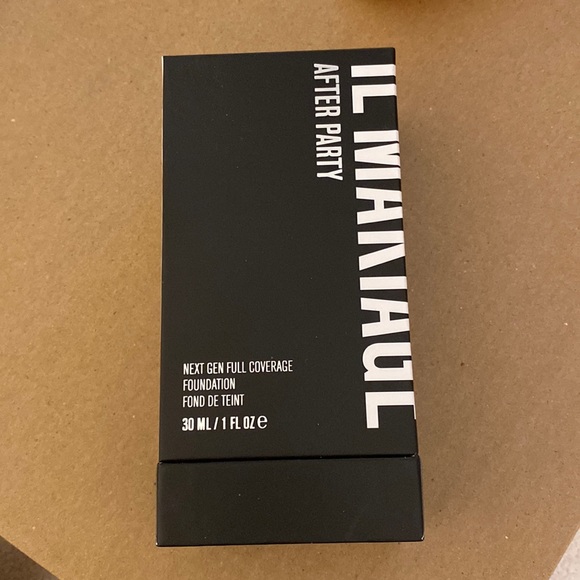 IL MAKIAGE
AFTER PARTY
NEXT GEN FULL COVERAGE
FOUNDATION
FOND DE TEINT
30 ML / 1 FL OZ e